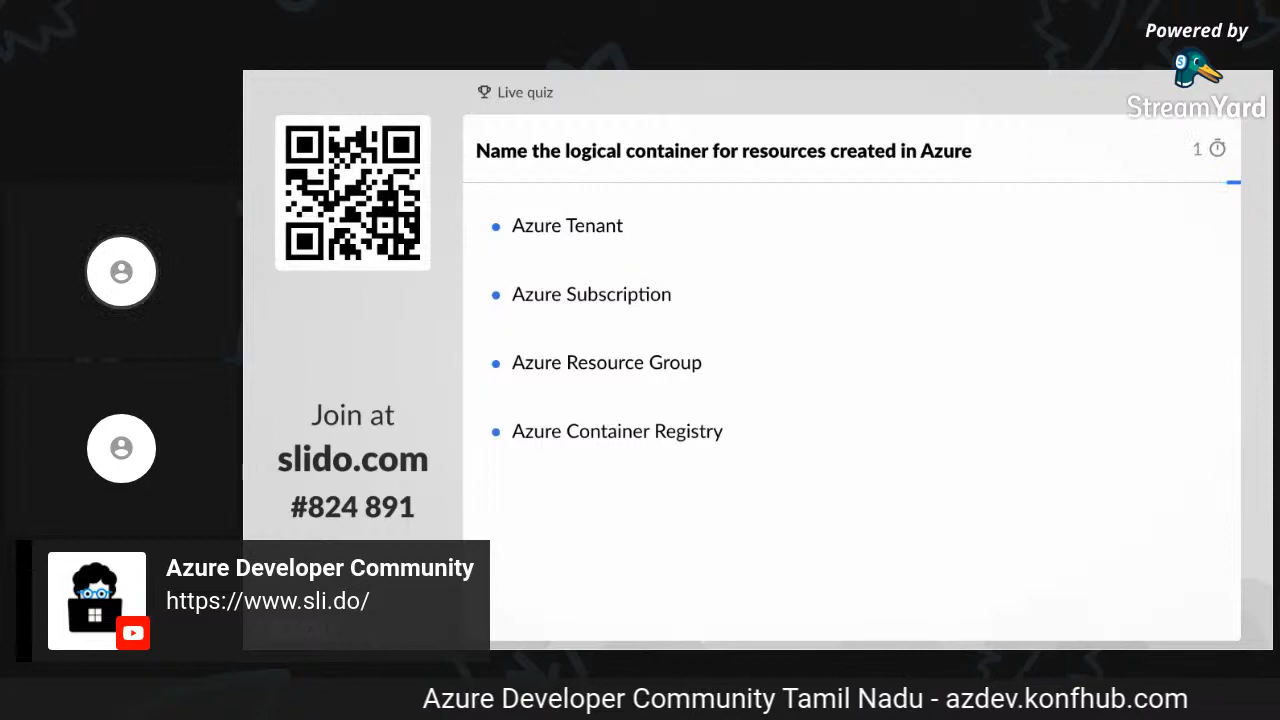 Powered by
StreamYard
Live quiz
Name the logical container for resources created in Azure
1
Azure Tenant
Azure Subscription
Azure Resource Group
Azure Container Registry
Join at
slido.com
#824 891
Azure Developer Community
https://www.sli.do/
Azure Developer Community Tamil Nadu - azdev.konfhub.com